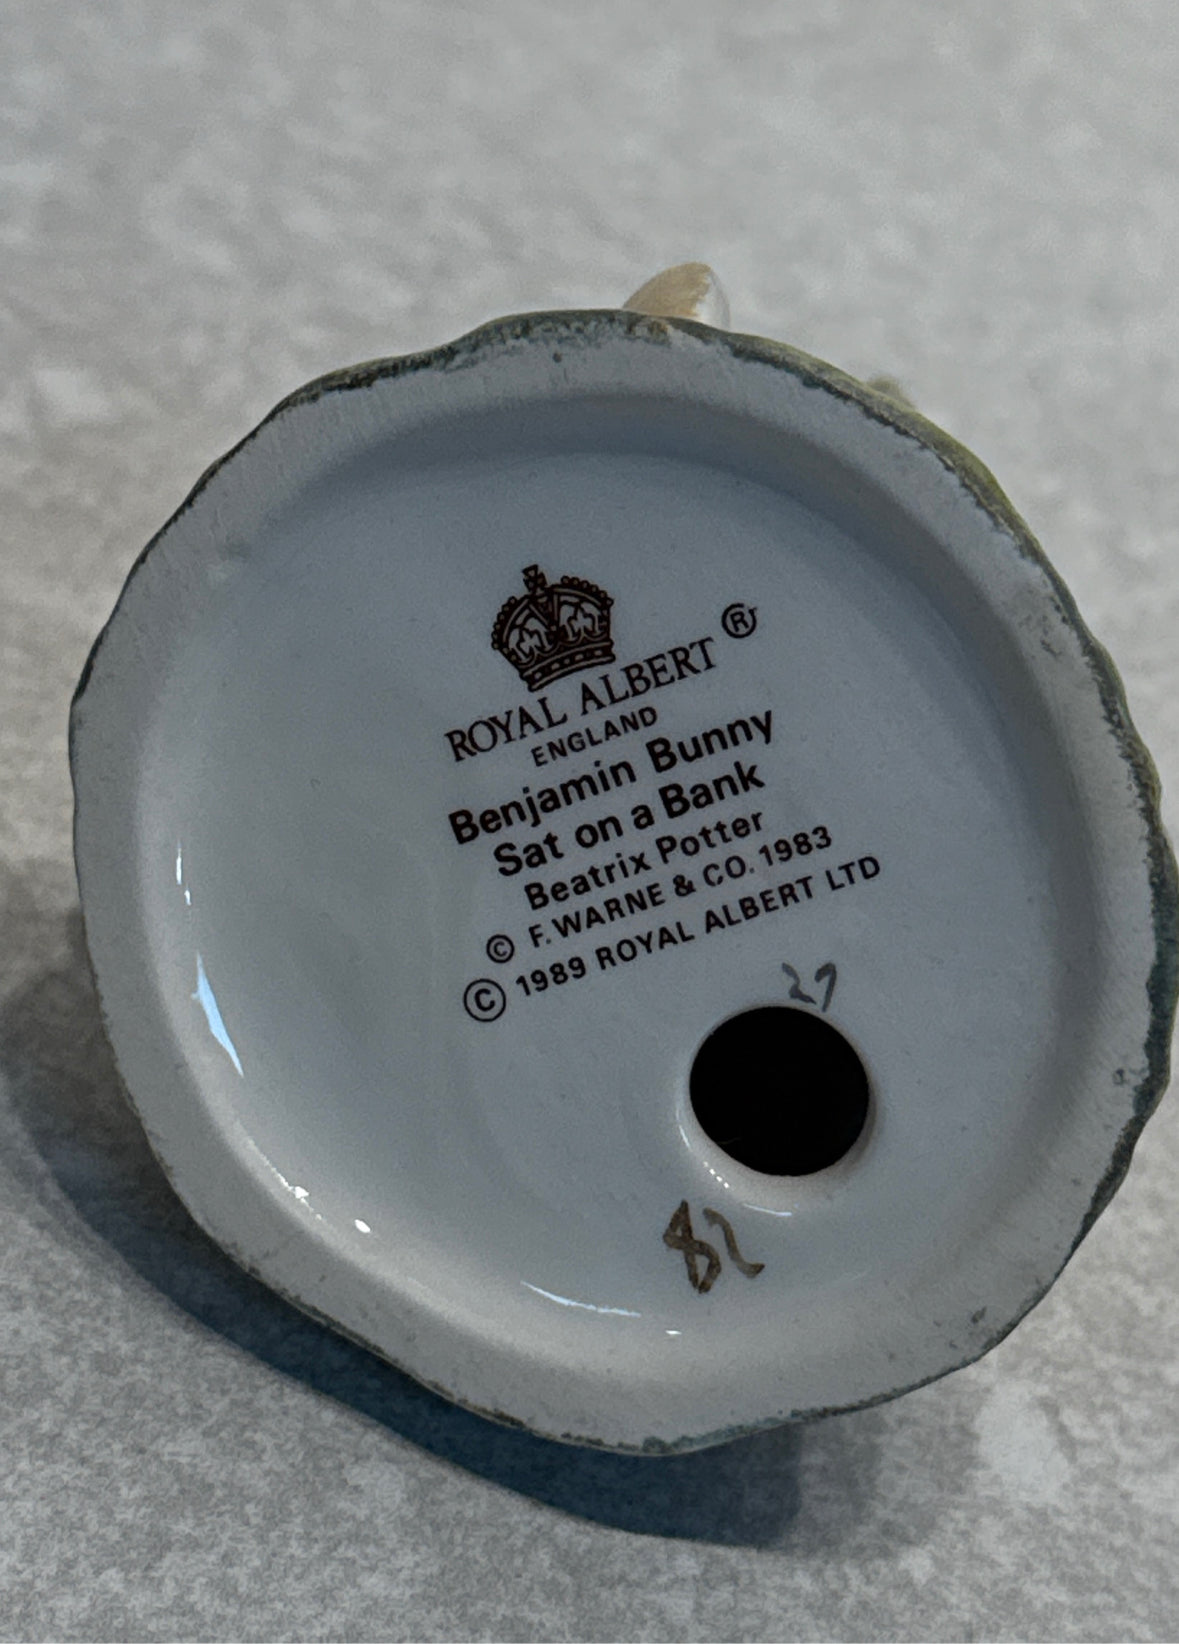 ROYAL ALBERT ®
ENGLAND
Benjamin Bunny
Sat on a Bank
Beatrix Potter
© F. WARNE & CO. 1983
© 1989 ROYAL ALBERT LTD
27
82